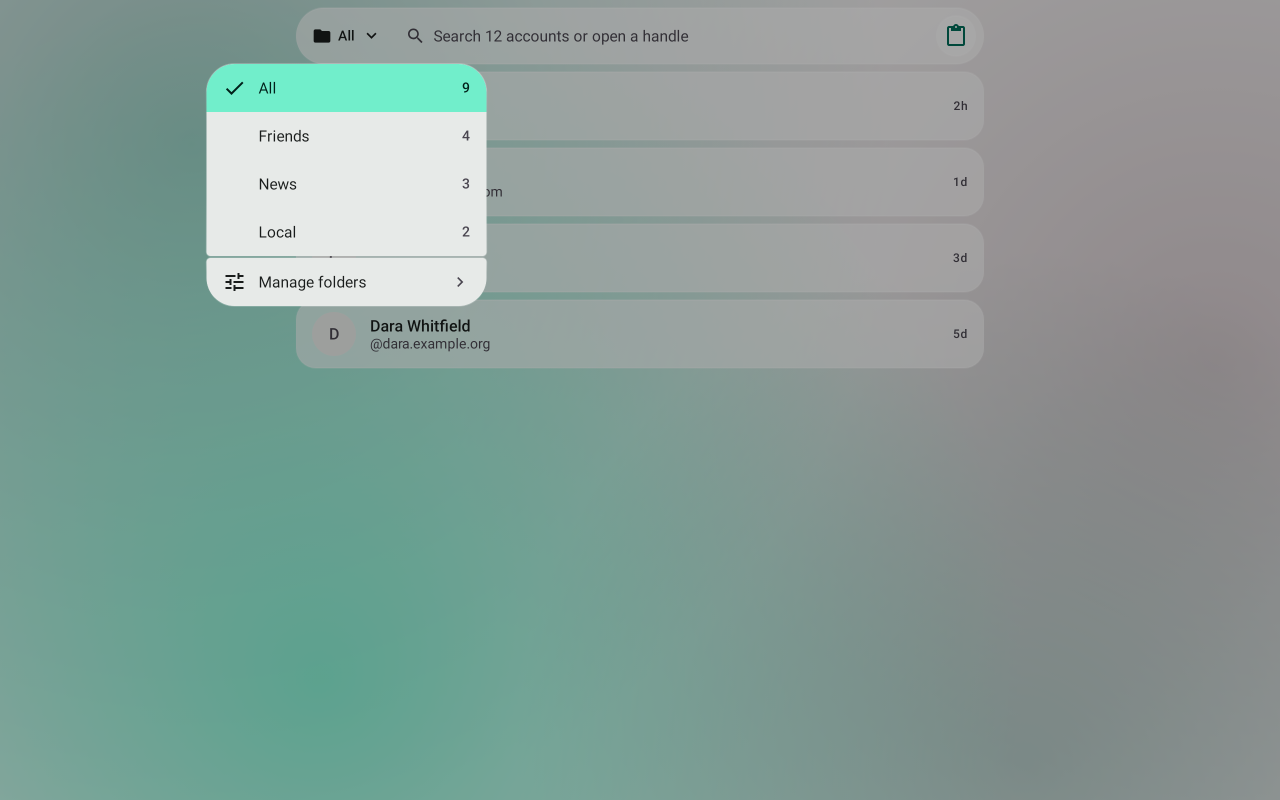 All
Search 12 accounts or open a handle
All 9
Friends 4
News 3
Local 2
Manage folders
2h
1d
3d
D
Dara Whitfield
@dara.example.org
5d